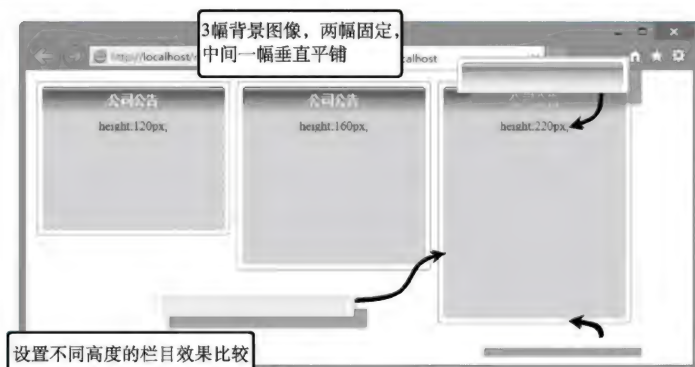 3幅背景图像，两幅固定，
中间一幅垂直平铺
http://localhost/
calhost
公司公告
height:120px,
公司公告
height:160px,
height:220px,
设置不同高度的栏目效果比较